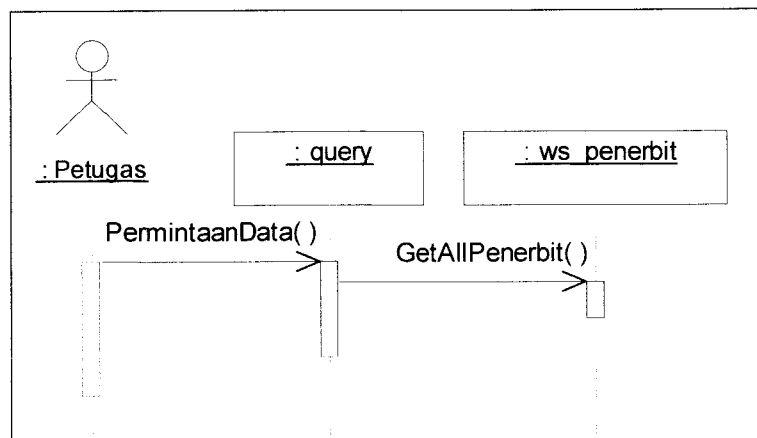 : Petugas
: query
: ws_penerbit
PermintaanData( )
GetAllPenerbit( )